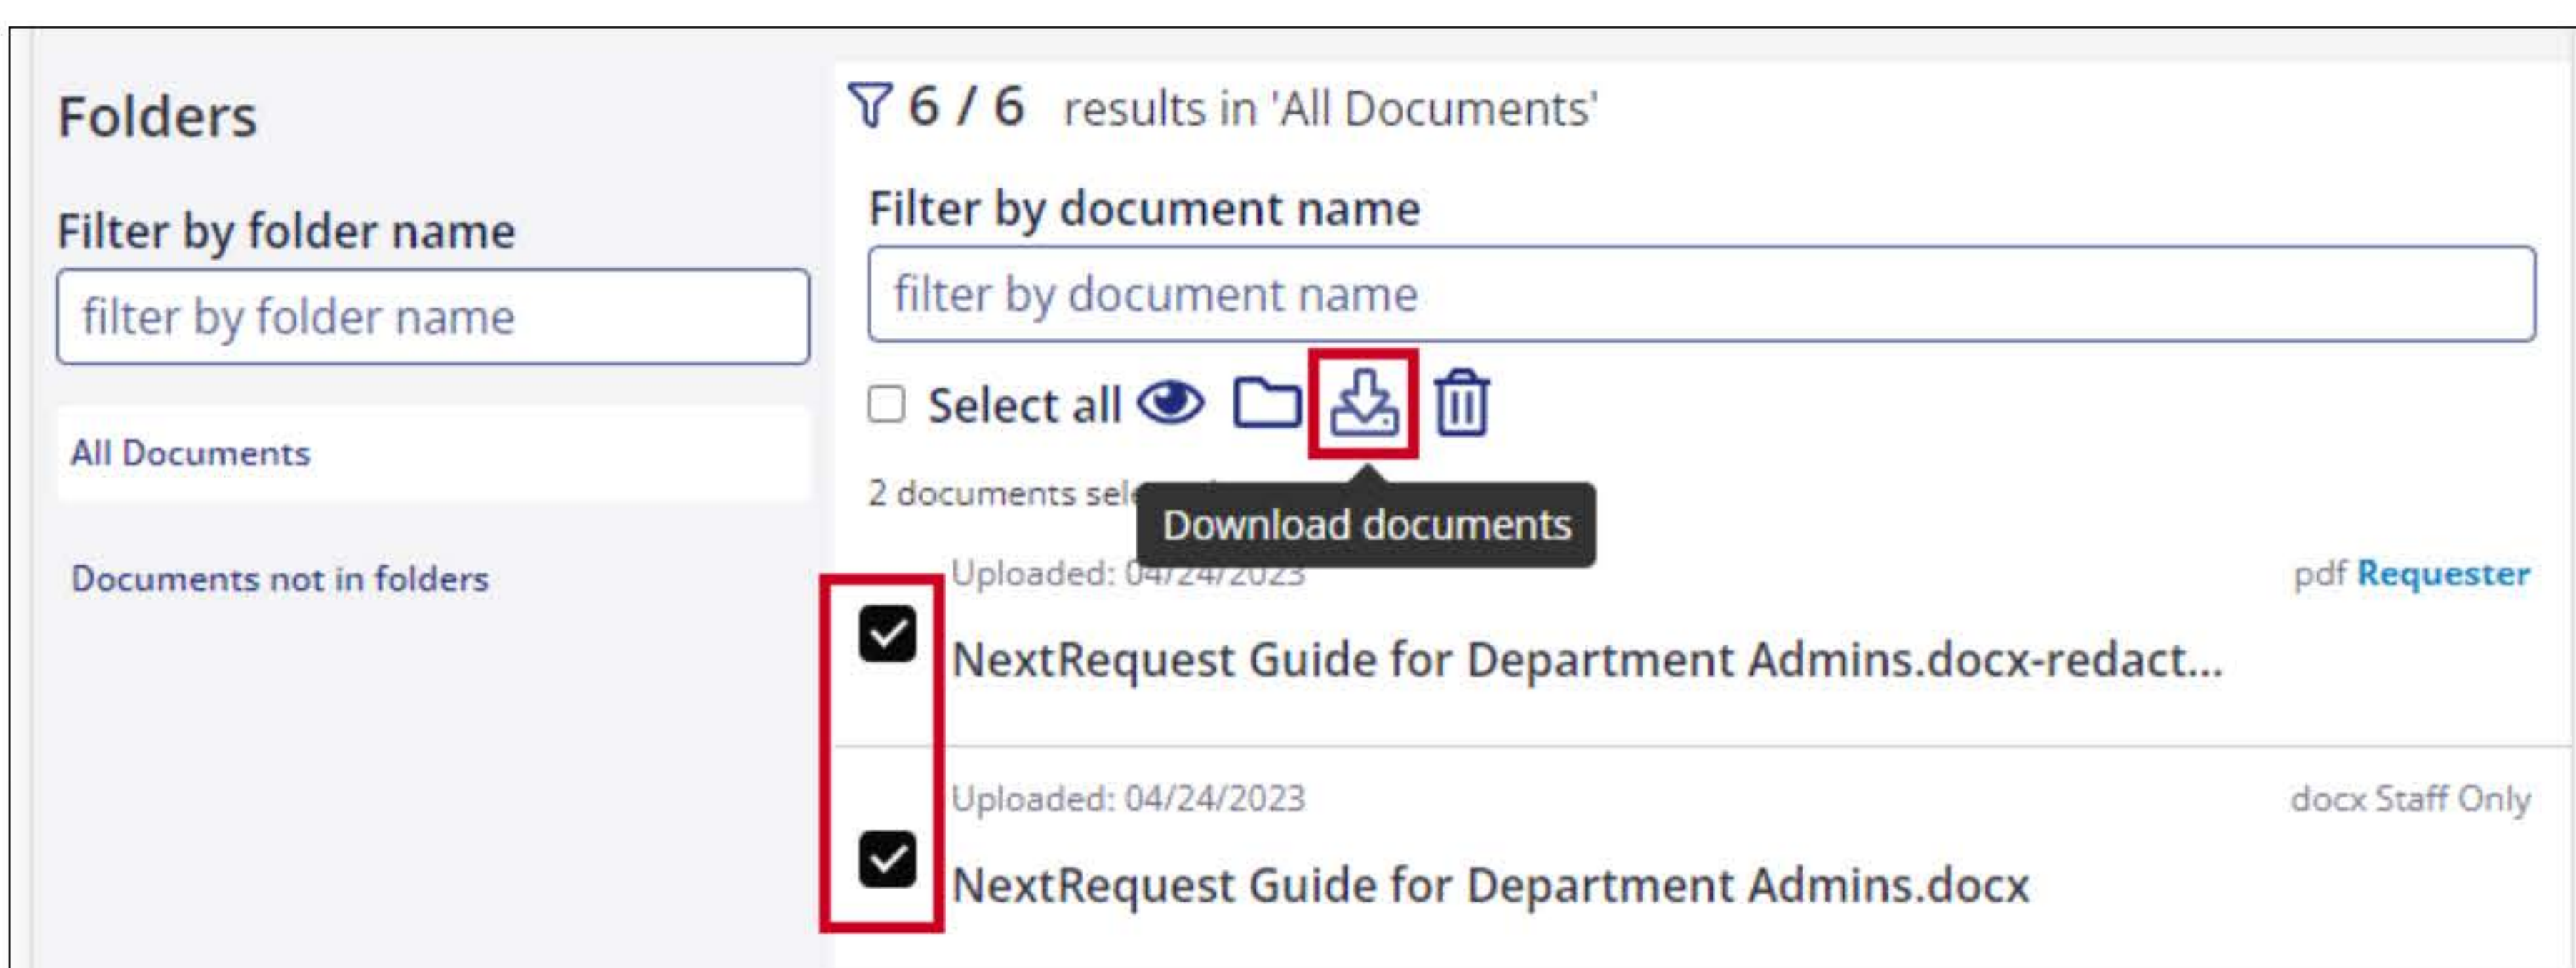 Folders
Filter by folder name
filter by folder name
All Documents
Documents not in folders
6 / 6 results in 'All Documents'
Filter by document name
filter by document name
Select all
2 documents
Download documents
Uploaded: 04/24/2023
pdf Requester
NextRequest Guide for Department Admins.docx-redact...
Uploaded: 04/24/2023
docx Staff Only
NextRequest Guide for Department Admins.docx